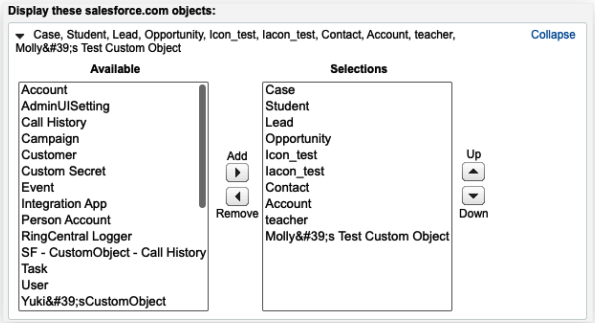 Display these salesforce.com objects:
Case, Student, Lead, Opportunity, Icon_test, Iacon_test, Contact, Account, teacher,
Molly&#39;s Test Custom Object
Collapse
Available
Account
AdminUISetting
Call History
Campaign
Customer
Custom Secret
Event
Integration App
Person Account
RingCentral Logger
SF - CustomObject - Call History
Task
User
Yuki&#39;sCustomObject
Add
Remove
Selections
Case
Student
Lead
Opportunity
Icon_test
Iacon_test
Contact
Account
teacher
Molly&#39;s Test Custom Object
Up
Down